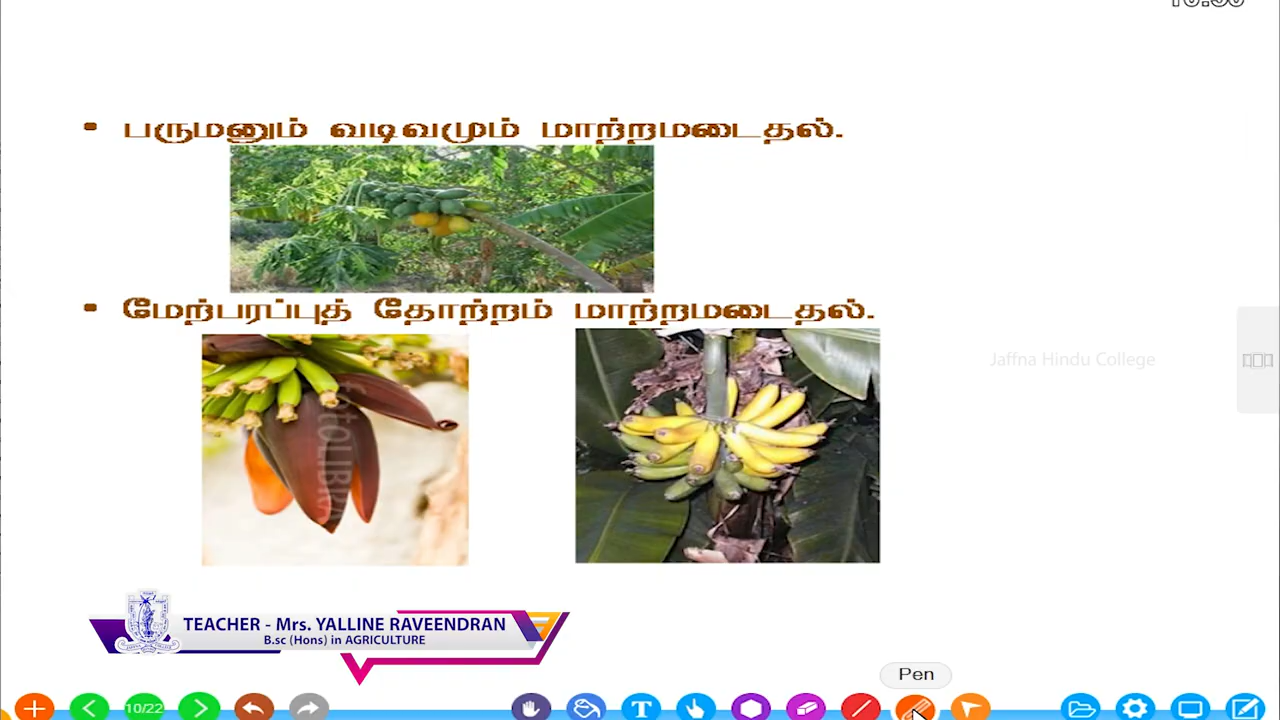 • பருமனும் வடிவமும் மாற்றமடைதல்.
• மேற்பரப்புத் தோற்றம் மாற்றமடைதல்.
Jaffna Hindu College
TEACHER - Mrs. YALLINE RAVEENDRAN
B.sc (Hons) in AGRICULTURE
Pen
10/22